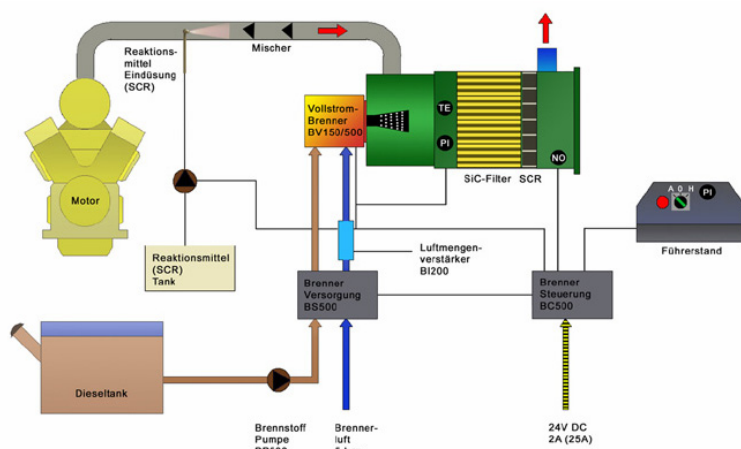 Reaktions-
mittel
Eindüsung
(SCR)
Mischer
Vollstrom-
Brenner
BV150/500
TE
PI
NO
SiC-Filter SCR
Motor
A 0 H
PI
Führerstand
Reaktionsmittel
(SCR)
Tank
Luftmengen-
verstärker
BI200
Brenner
Versorgung
BS500
Brenner
Steuerung
BC500
Dieseltank
Brennstoff
Pumpe
Brenner-
luft
24V DC
2A (25A)